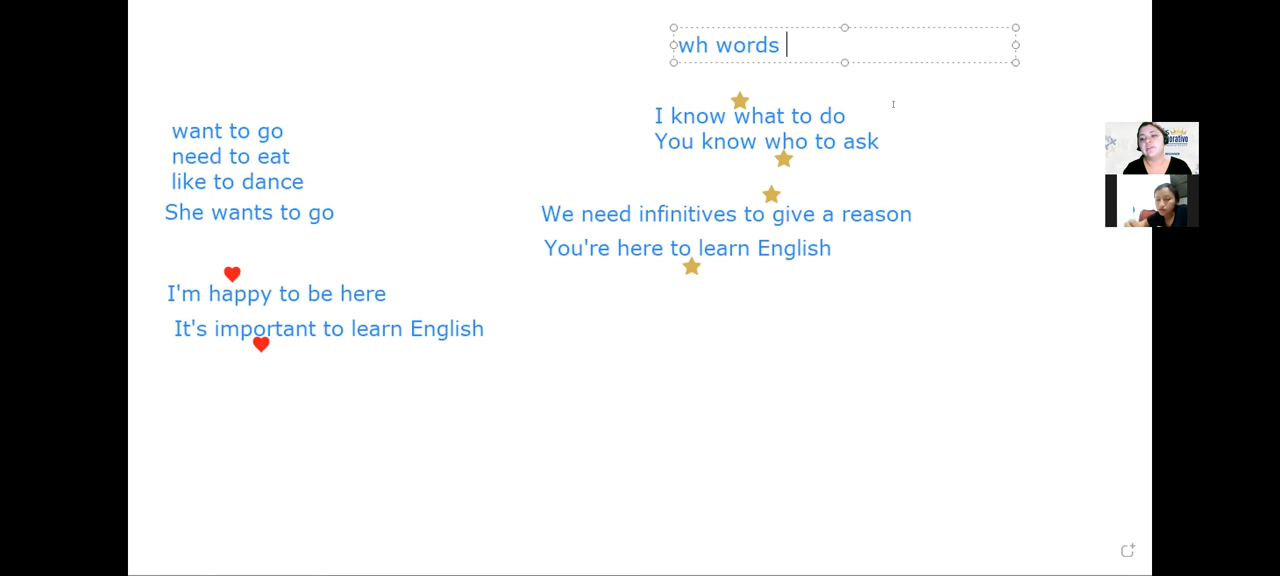 wh words
I know what to do
You know who to ask
want to go
need to eat
like to dance
She wants to go
We need infinitives to give a reason
You're here to learn English
I'm happy to be here
It's important to learn English